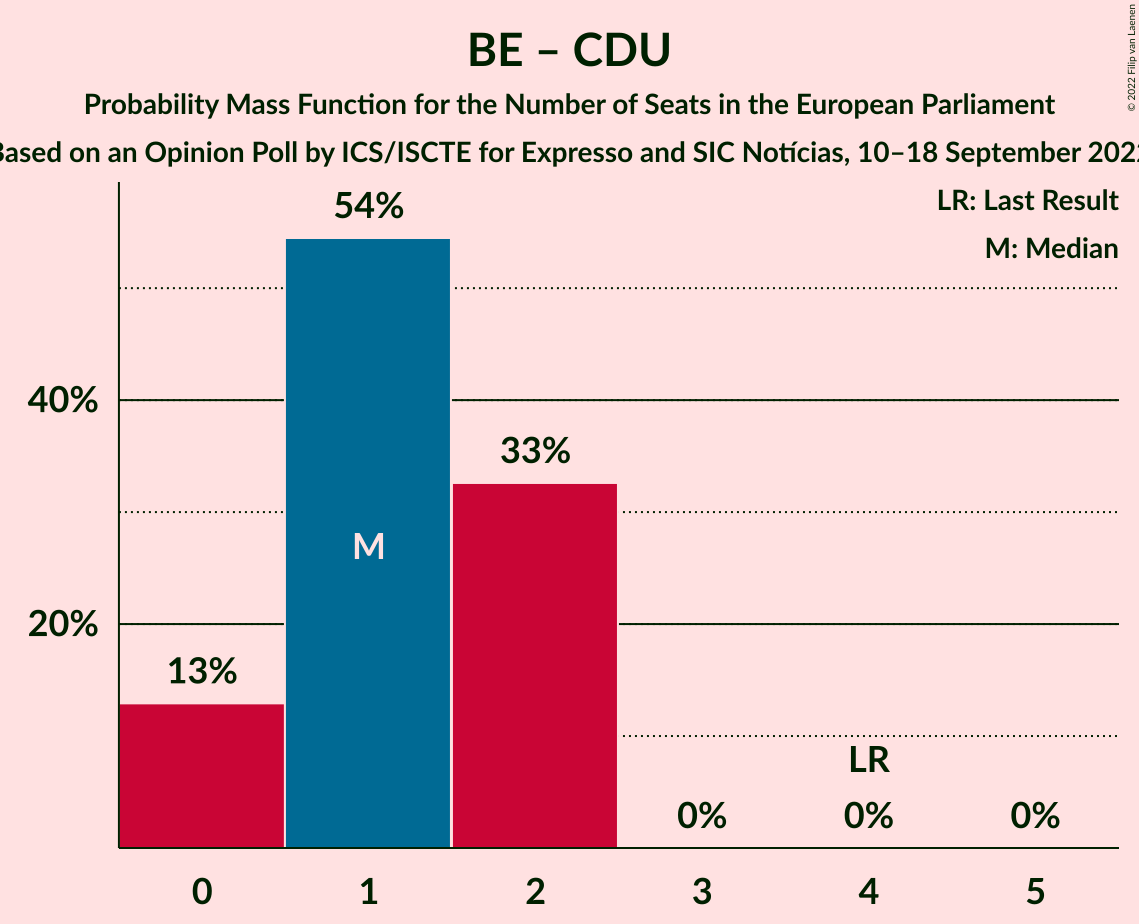 BE – CDU
Probability Mass Function for the Number of Seats in the European Parliament
Based on an Opinion Poll by ICS/ISCTE for Expresso and SIC Notícias, 10–18 September 2022
© 2022 Filip van Laenen
LR: Last Result
M: Median
54%
40%
33%
M
20%
13%
LR
0%
0%
0%
0
1
2
3
4
5